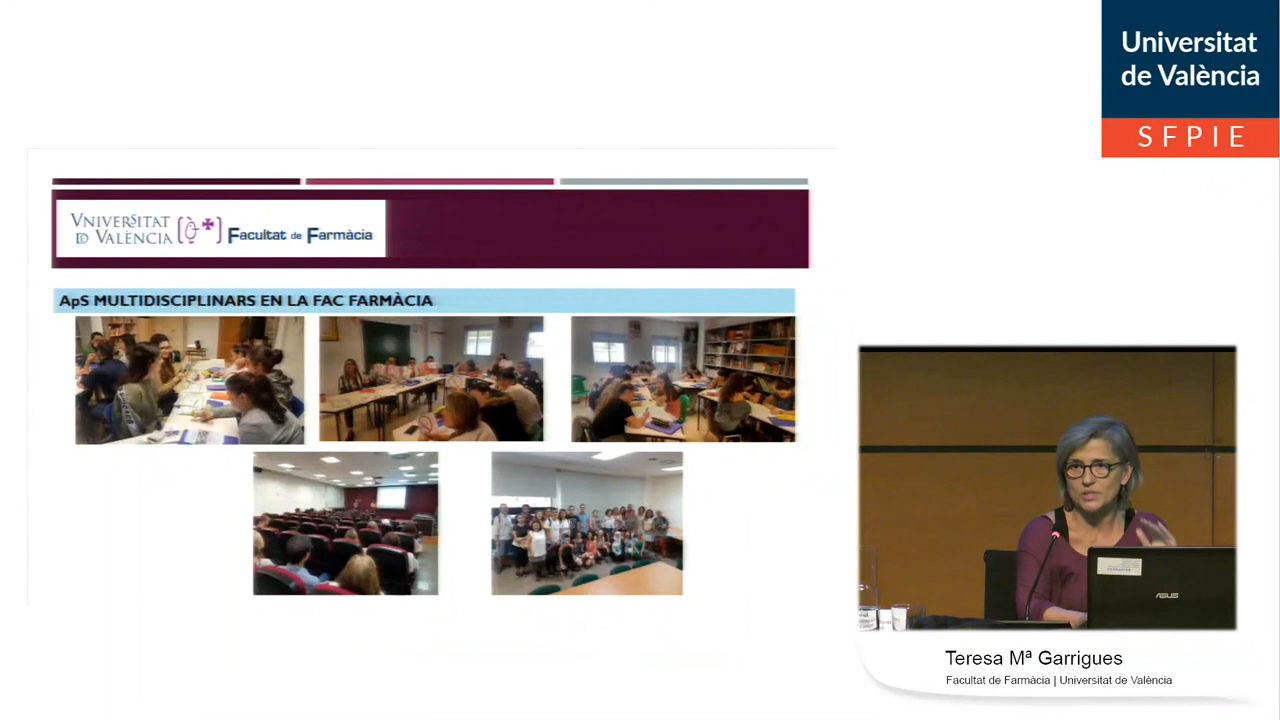 Universitat
de València
SFPIE
VNIVERSITAT
DE VALÈNCIA
Facultat de Farmàcia
ApS MULTIDISCIPLINARS EN LA FAC FARMÀCIA
ASUS
Teresa Mª Garrigues
Facultat de Farmàcia | Universitat de València